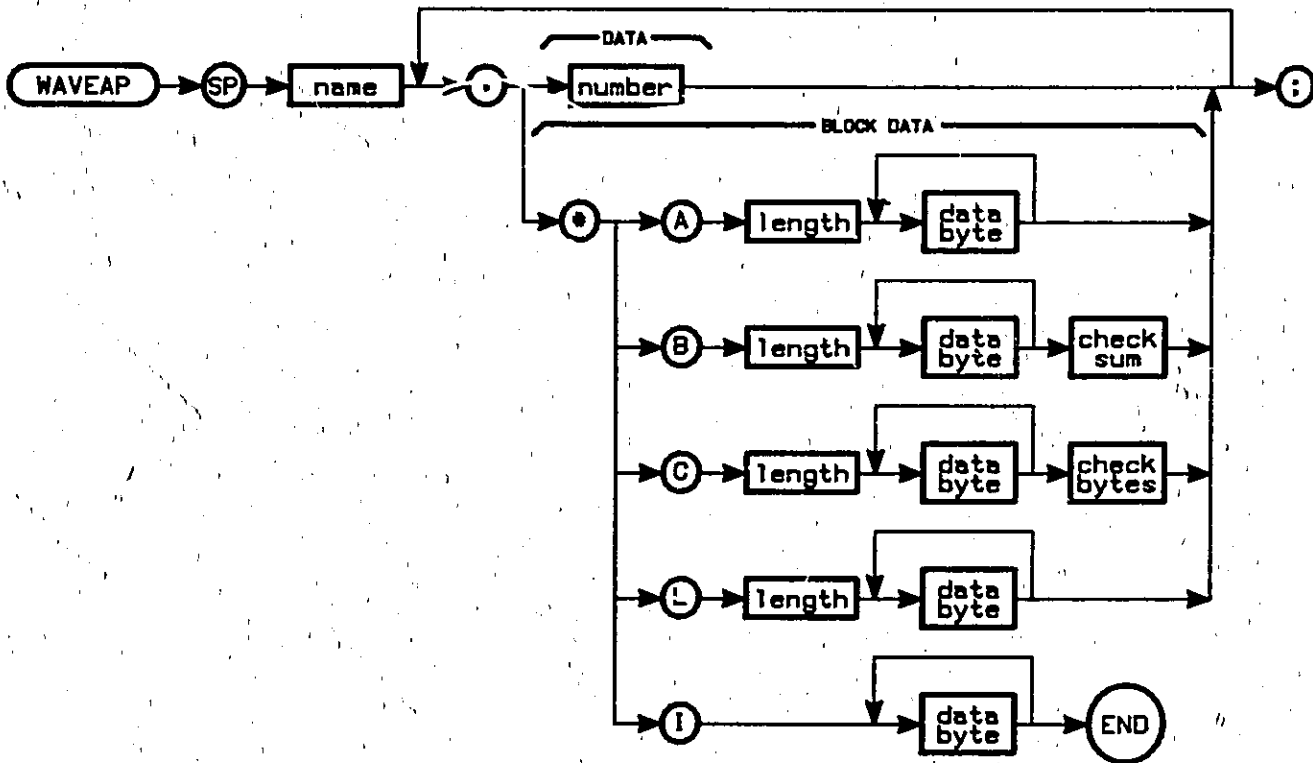 DATA
WAVEAP SP name number ;
BLOCK DATA
A length data byte
B length data byte check sum
C length data byte check bytes
L length data byte
I data byte END